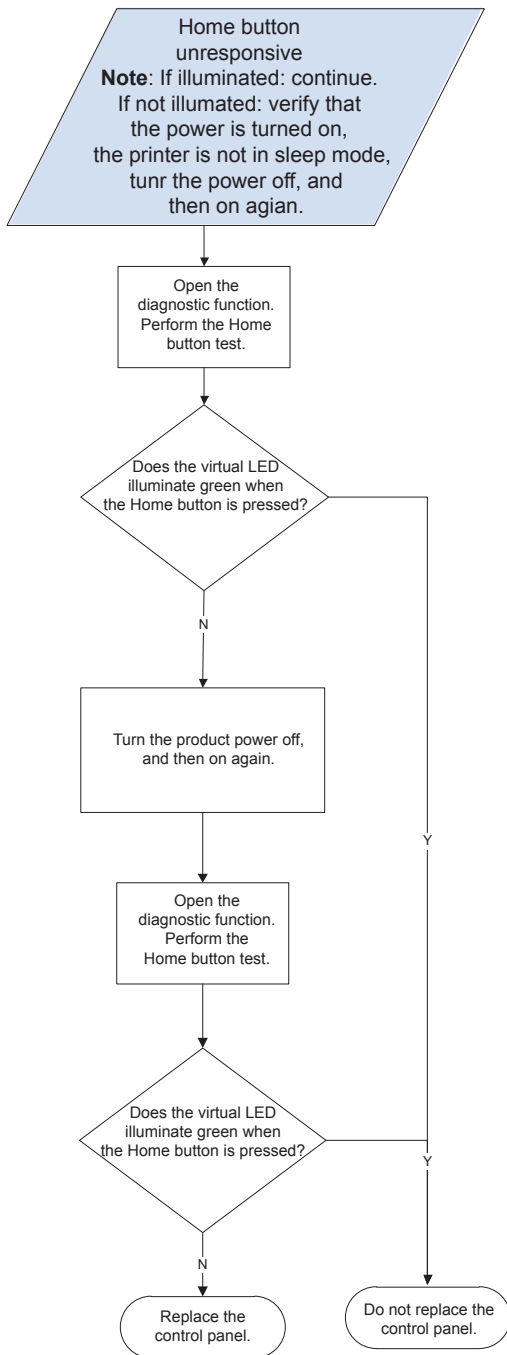 Home button
unresponsive
Note: If illuminated: continue.
If not illumated: verify that
the power is turned on,
the printer is not in sleep mode,
tunr the power off, and
then on agian.
Open the
diagnostic function.
Perform the Home
button test.
Does the virtual LED
illuminate green when
the Home button is pressed?
N
Turn the product power off,
and then on again.
Y
Open the
diagnostic function.
Perform the
Home button test.
Does the virtual LED
illuminate green when
the Home button is pressed?
Y
N
Replace the
control panel.
Do not replace the
control panel.